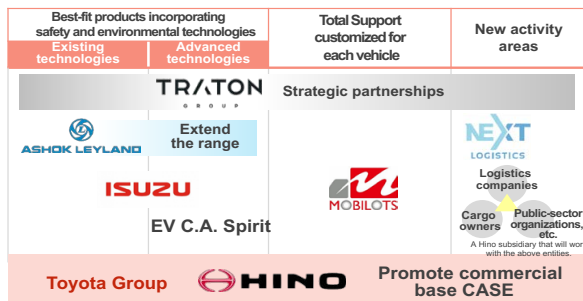 Best-fit products incorporating
safety and environmental technologies
Existing
technologies
Advanced
technologies
Total Support
customized for
each vehicle
New activity
areas
TRATON
GROUP
Strategic partnerships
ASHOK LEYLAND
Extend
the range
NEXT
LOGISTICS
ISUZU
MOBILOTS
Logistics
companies
Cargo
owners
Public-sector
organizations,
etc.
EV C.A. Spirit
A Hino subsidiary that will wor
with the above entities.
Toyota Group
HINO
Promote commercial
base CASE